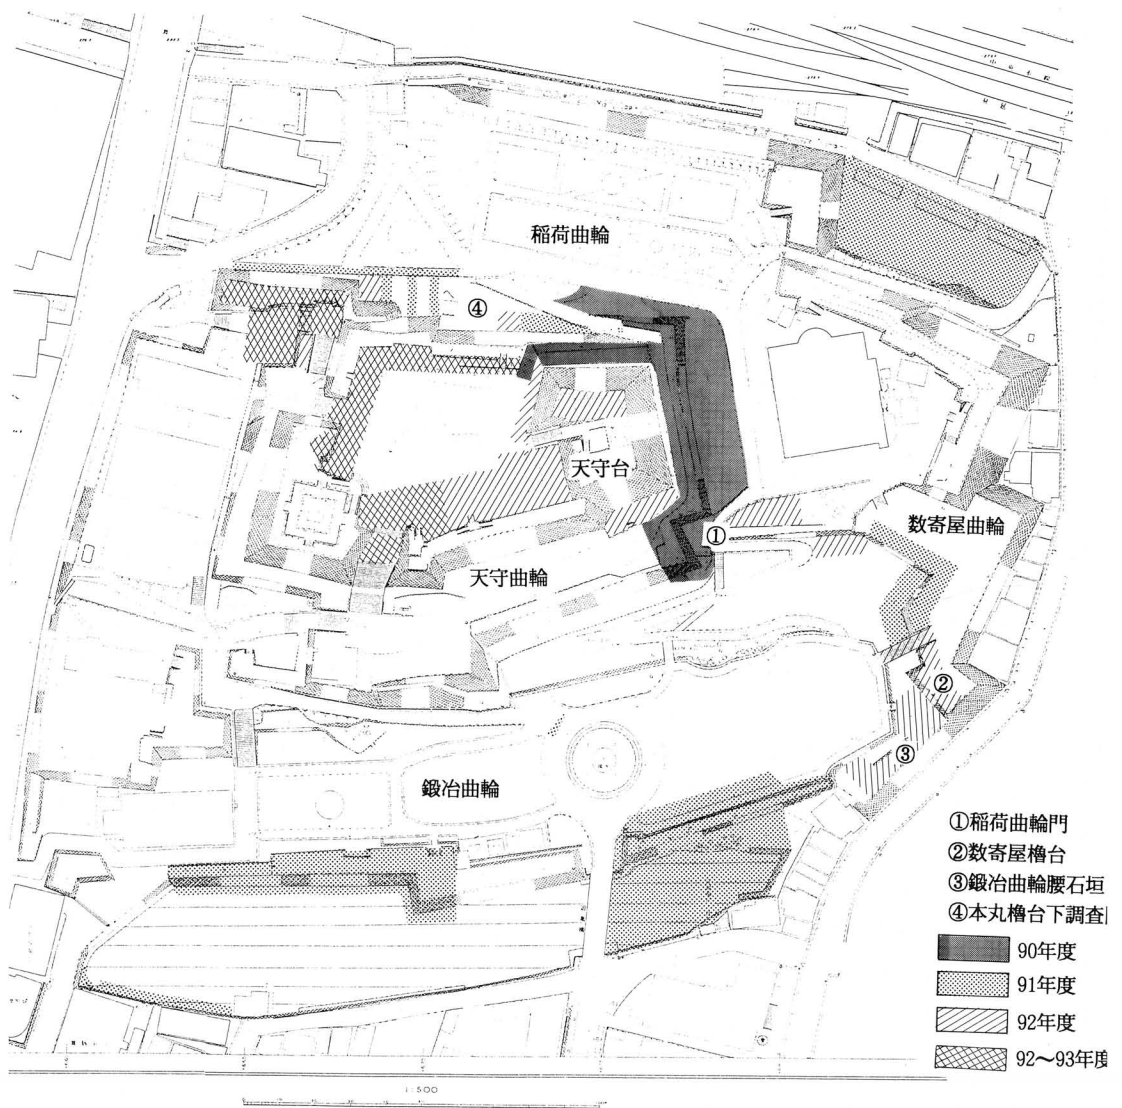 稲荷曲輪
④
天守台
①
数寄屋曲輪
天守曲輪
②
③
鍛冶曲輪
①稲荷曲輪門
②数寄屋櫓台
③鍛冶曲輪腰石垣
④本丸櫓台下調査
90年度
91年度
92年度
92〜93年度
1:500